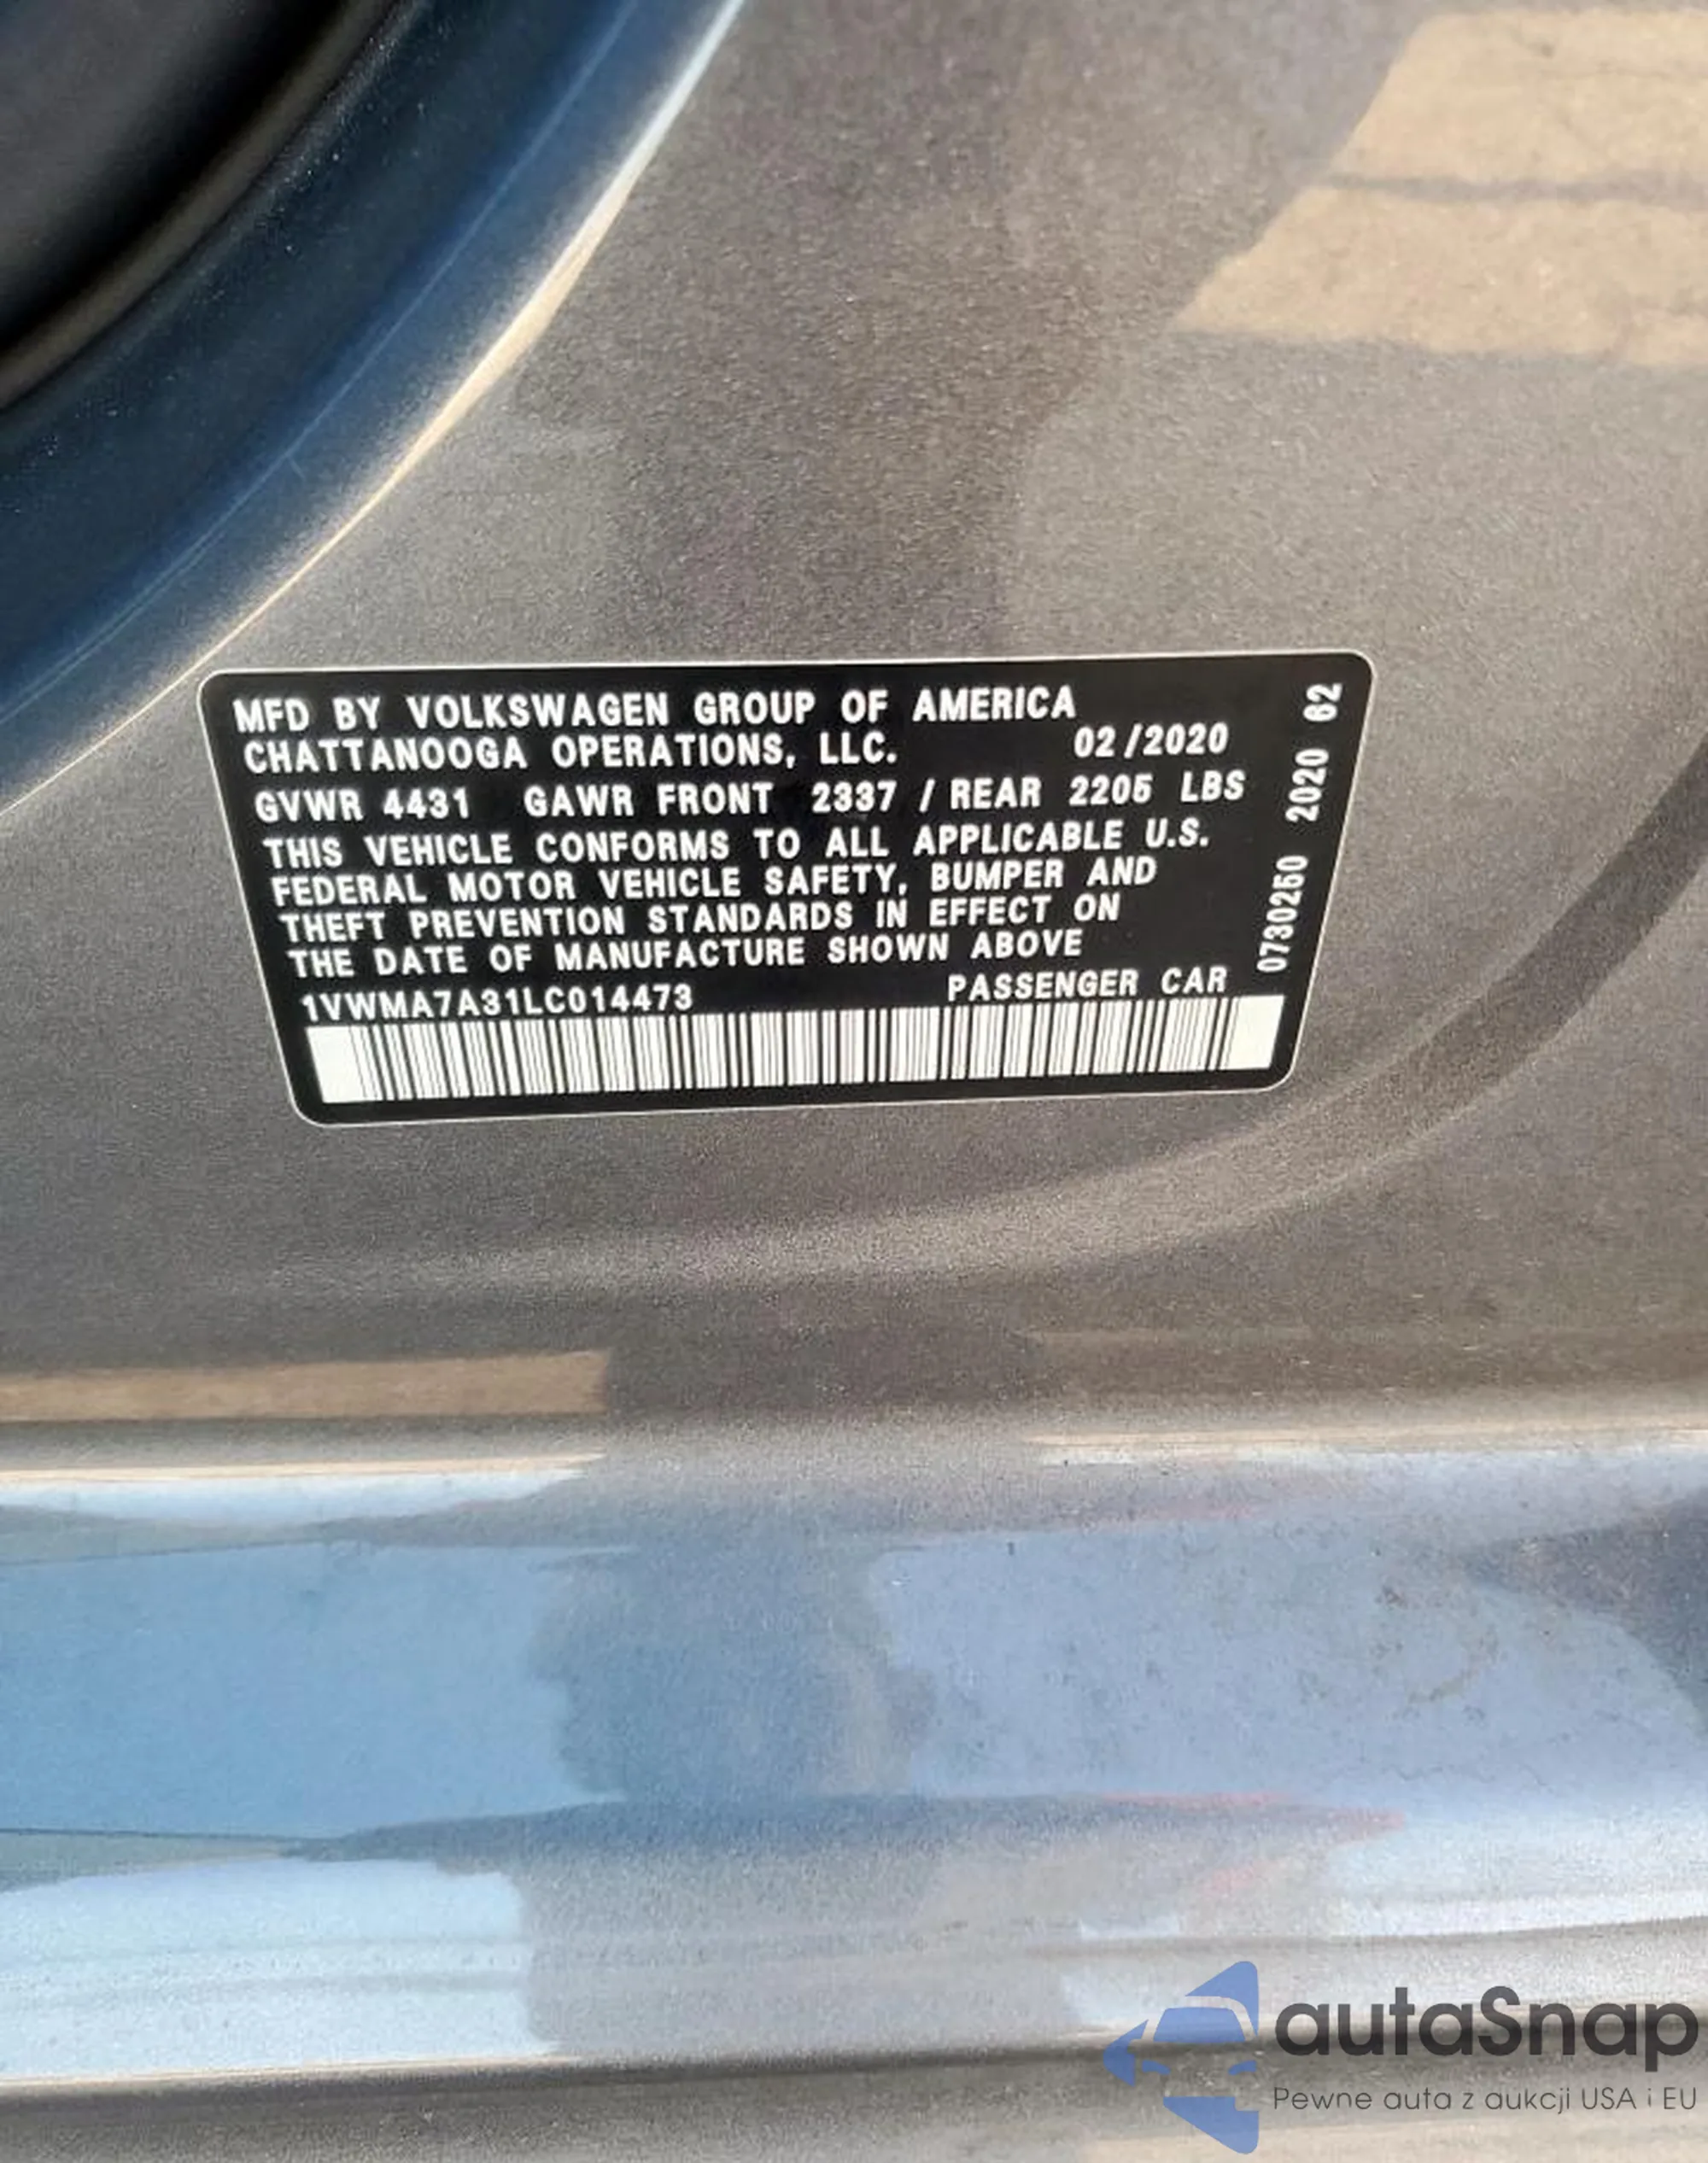 MFD BY VOLKSWAGEN GROUP OF AMERICA
CHATTANOOGA OPERATIONS, LLC. 02/2020
GVWR 4431 GAWR FRONT 2337 / REAR 2205 LBS
THIS VEHICLE CONFORMS TO ALL APPLICABLE U.S.
FEDERAL MOTOR VEHICLE SAFETY, BUMPER AND
THEFT PREVENTION STANDARDS IN EFFECT ON
THE DATE OF MANUFACTURE SHOWN ABOVE
1VWMA7A31LC014473 PASSENGER CAR
0730250 2020 62
autaSnap
Pewne auta z aukcji USA i EU